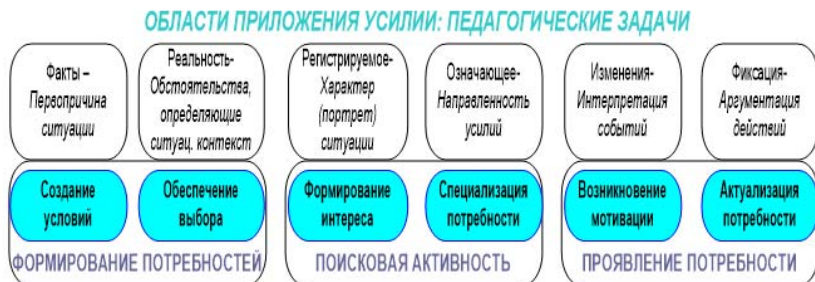 ОБЛАСТИ ПРИЛОЖЕНИЯ УСИЛИИ: ПЕДАГОГИЧЕСКИЕ ЗАДАЧИ
Факты –
Первопричина
ситуации
Реальность-
Обстоятельства,
определяющие
ситуац. контекст
Регистрируемое-
Характер
(портрет)
ситуации
Означающее-
Направленность
усилий
Изменения-
Интерпретация
событий
Фиксация-
Аргументация
действий
Создание
условий
Обеспечение
выбора
Формирование
интереса
Специализация
потребности
Возникновение
мотивации
Актуализация
потребности
ФОРМИРОВАНИЕ ПОТРЕБНОСТЕЙ
ПОИСКОВАЯ АКТИВНОСТЬ
ПРОЯВЛЕНИЕ ПОТРЕБНОСТИ